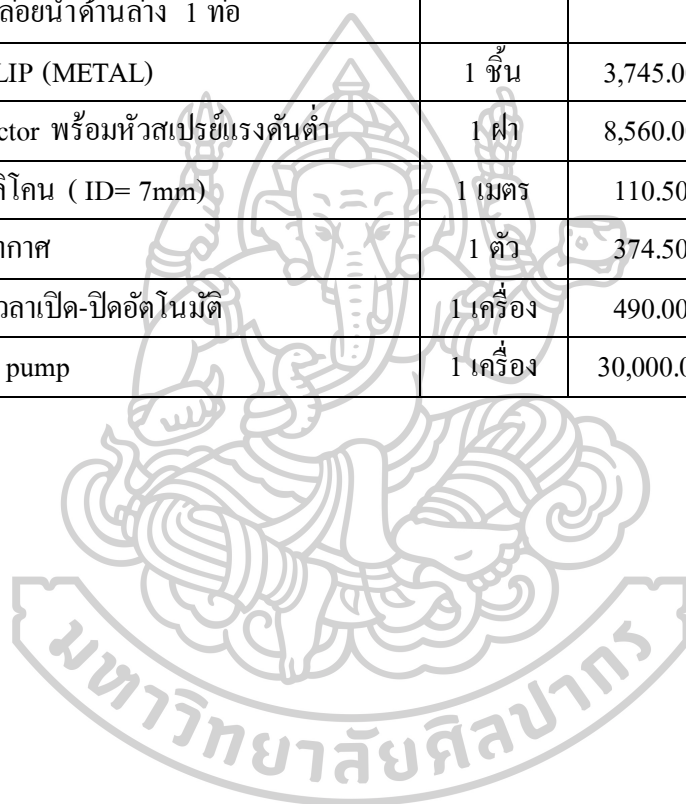 ล่อยน้ำด้านล่าง 1 ท่อ
LIP (METAL) 1 ชิ้น 3,745.0
ctor พร้อมหัวสเปรย์แรงดันต่ำ 1 ฝา 8,560.0
ลิโคน ( ID= 7mm) 1 เมตร 110.50
ากาศ 1 ตัว 374.50
วลาเปิด-ปิดอัตโนมัติ 1 เครื่อง 490.00
pump 1 เครื่อง 30,000.0
มหาวิทยาลัยศิลปากร